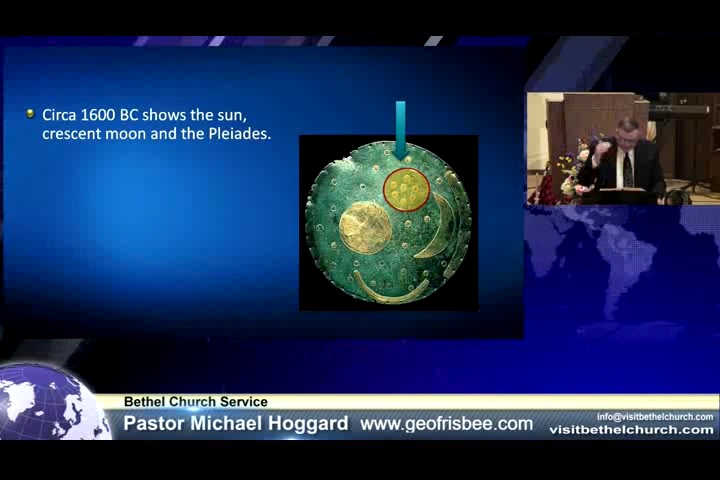 Circa 1600 BC shows the sun,
crescent moon and the Pleiades.
Bethel Church Service
Pastor Michael Hoggard www.geofrisbee.com
info@visitbethelchurch.com
visitbethelchurch.com